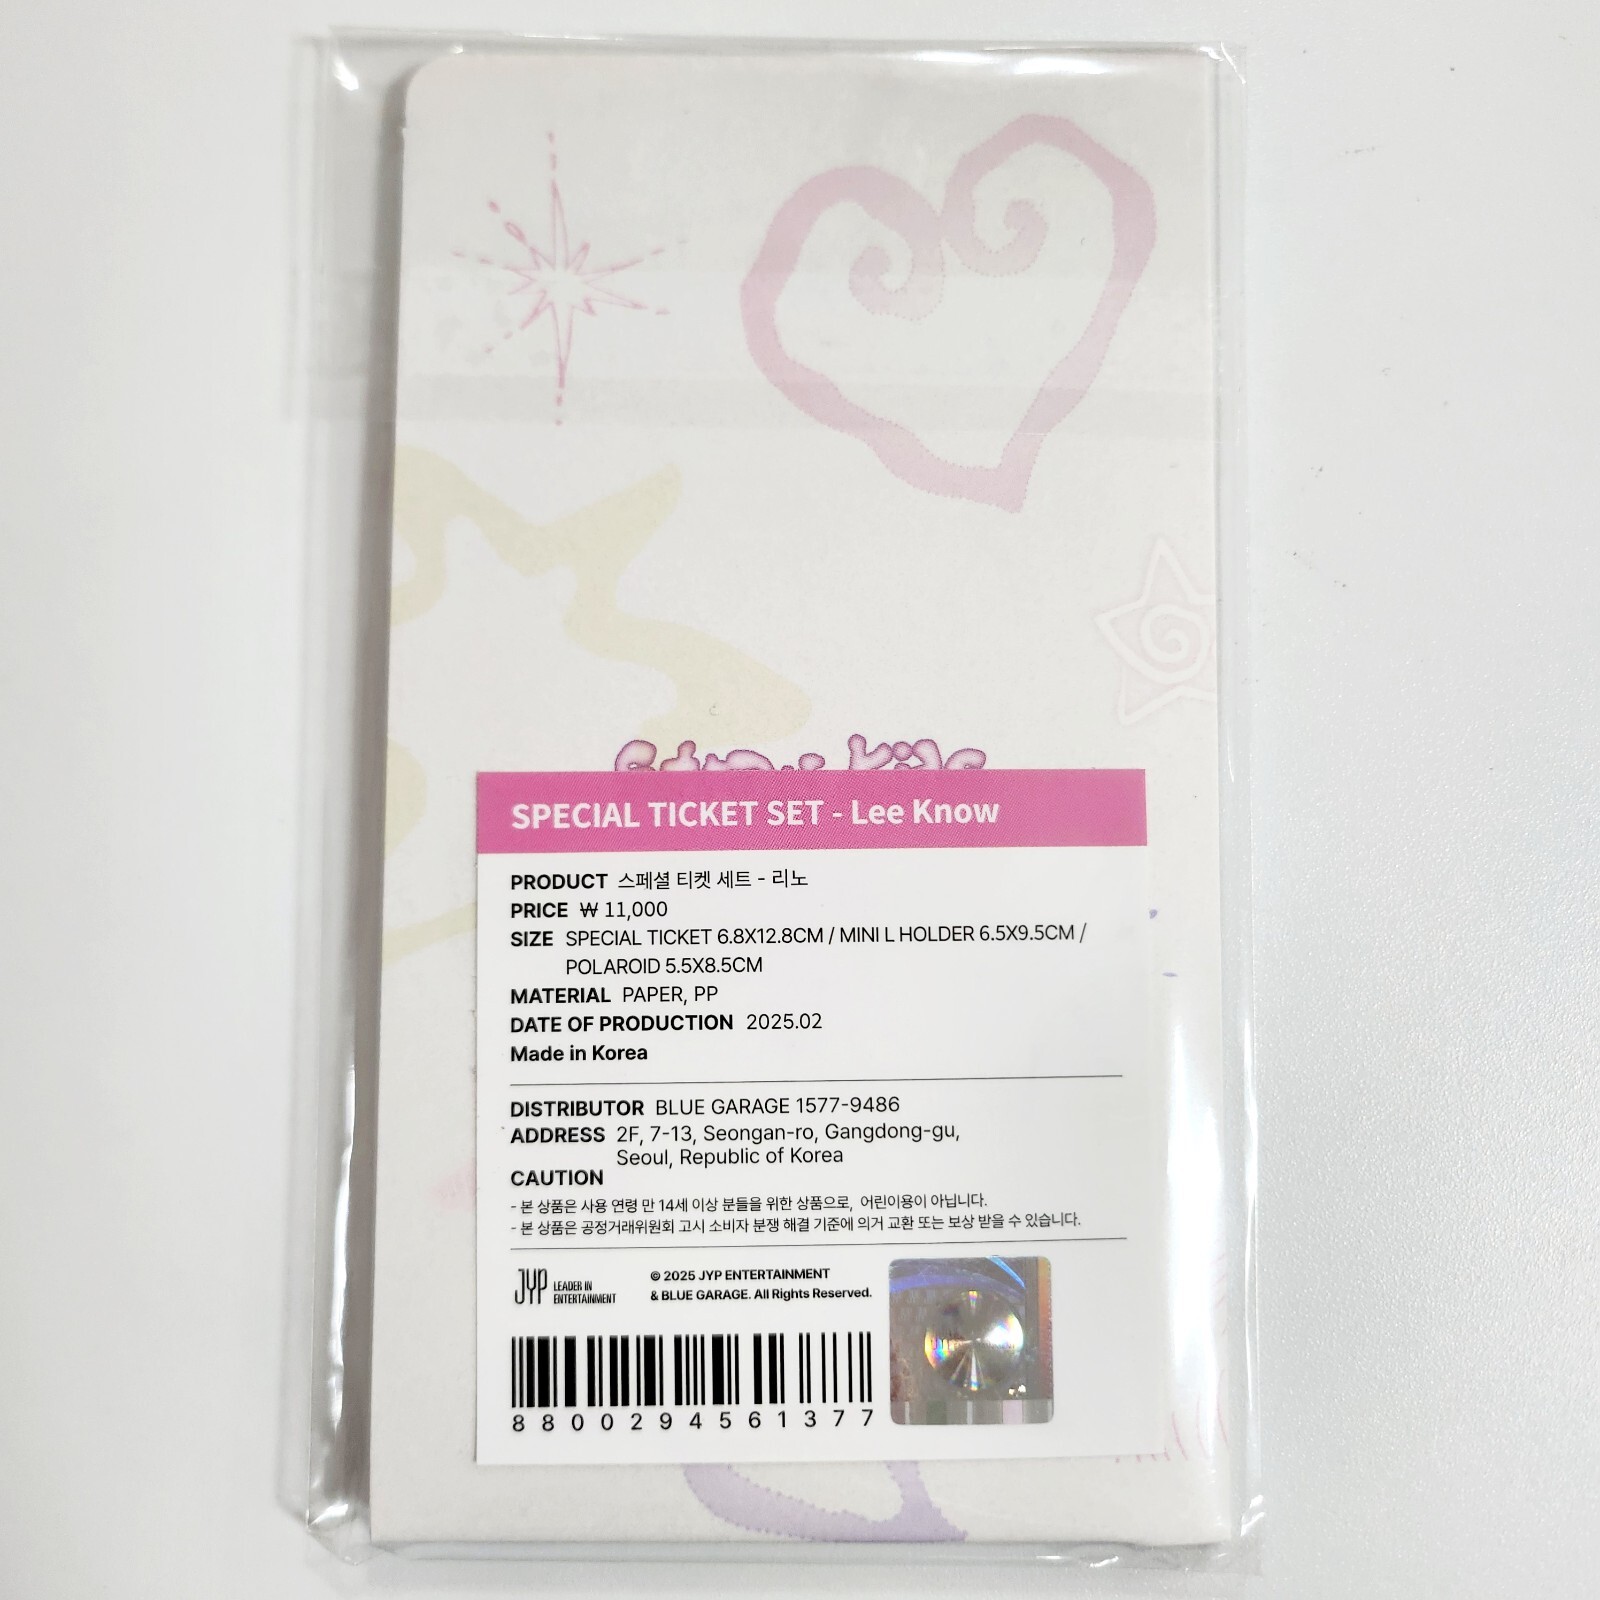 Stray Kids
SPECIAL TICKET SET - Lee Know
PRODUCT 스페셜 티켓 세트 - 리노
PRICE ₩ 11,000
SIZE SPECIAL TICKET 6.8X12.8CM / MINI L HOLDER 6.5X9.5CM /
POLAROID 5.5X8.5CM
MATERIAL PAPER, PP
DATE OF PRODUCTION 2025.02
Made in Korea
DISTRIBUTOR BLUE GARAGE 1577-9486
ADDRESS 2F, 7-13, Seongan-ro, Gangdong-gu,
Seoul, Republic of Korea
CAUTION
- 본 상품은 사용 연령 만 14세 이상 분들을 위한 상품으로, 어린이용이 아닙니다.
- 본 상품은 공정거래위원회 고시 소비자 분쟁 해결 기준에 의거 교환 또는 보상 받을 수 있습니다.
JYP LEADER IN
ENTERTAINMENT
© 2025 JYP ENTERTAINMENT
& BLUE GARAGE. All Rights Reserved.
8800294561377